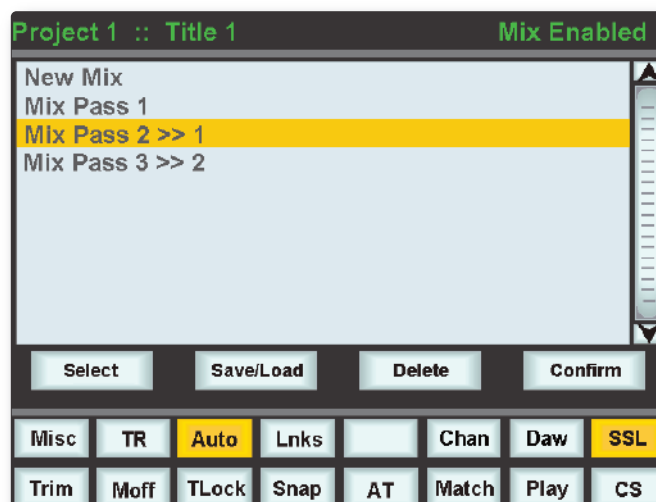 Project 1 :: Title 1 Mix Enabled
New Mix
Mix Pass 1
Mix Pass 2 >> 1
Mix Pass 3 >> 2
Select Save/Load Delete Confirm
Misc TR Auto Lnks Chan Daw SSL
Trim Moff TLock Snap AT Match Play CS